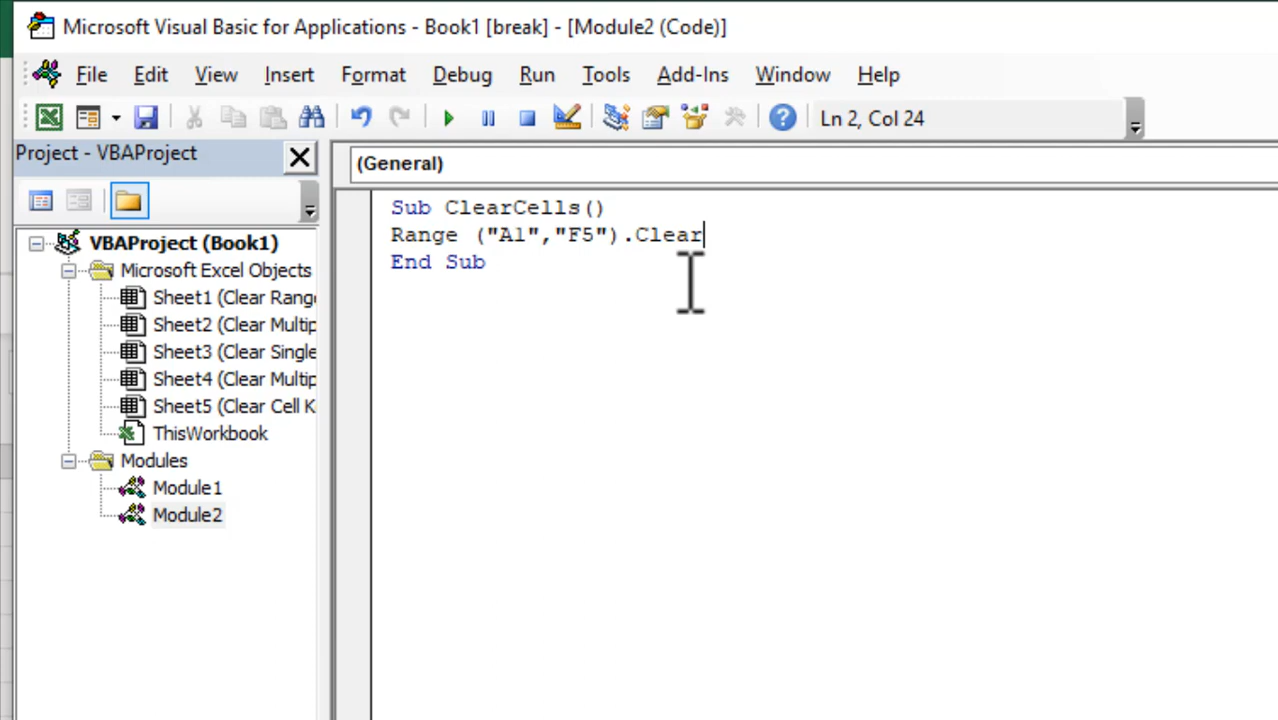 Microsoft Visual Basic for Applications - Book1 [break] - [Module2 (Code)]
File Edit View Insert Format Debug Run Tools Add-Ins Window Help
Ln 2, Col 24
Project - VBAProject
(General)
VBAProject (Book1)
Microsoft Excel Objects
Sheet1 (Clear Rang
Sheet2 (Clear Multip
Sheet3 (Clear Single
Sheet4 (Clear Multip
Sheet5 (Clear Cell K
ThisWorkbook
Modules
Module1
Module2
Sub ClearCells()
Range ("A1","F5").Clear
End Sub